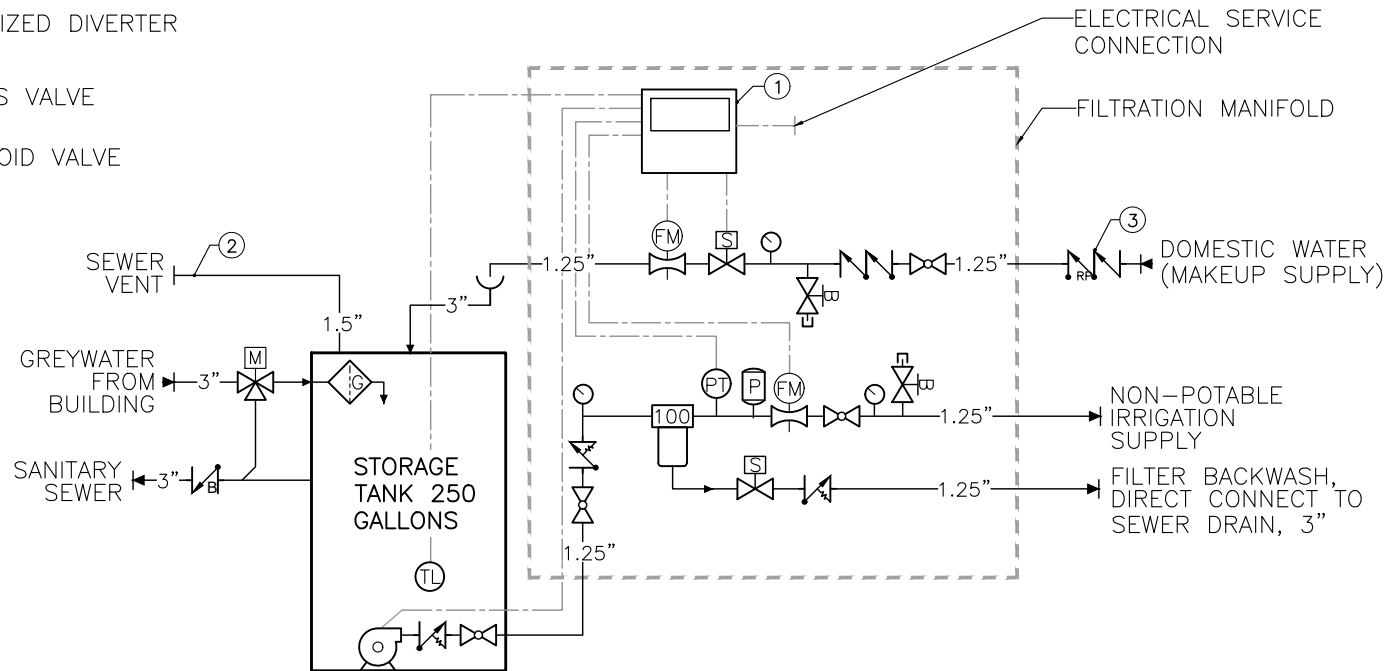 IZED DIVERTER
S VALVE
OID VALVE
ELECTRICAL SERVICE
CONNECTION
1
FILTRATION MANIFOLD
SEWER
VENT
2
1.5"
FM
S
1.25"
1.25"
3
RP
DOMESTIC WATER
(MAKEUP SUPPLY)
3"
GREYWATER
FROM
BUILDING
3"
M
G
SANITARY
SEWER
3"
B
STORAGE
TANK 250
GALLONS
TL
1.25"
100
PT
P
FM
1.25"
NON-POTABLE
IRRIGATION
SUPPLY
S
1.25"
FILTER BACKWASH,
DIRECT CONNECT TO
SEWER DRAIN, 3"